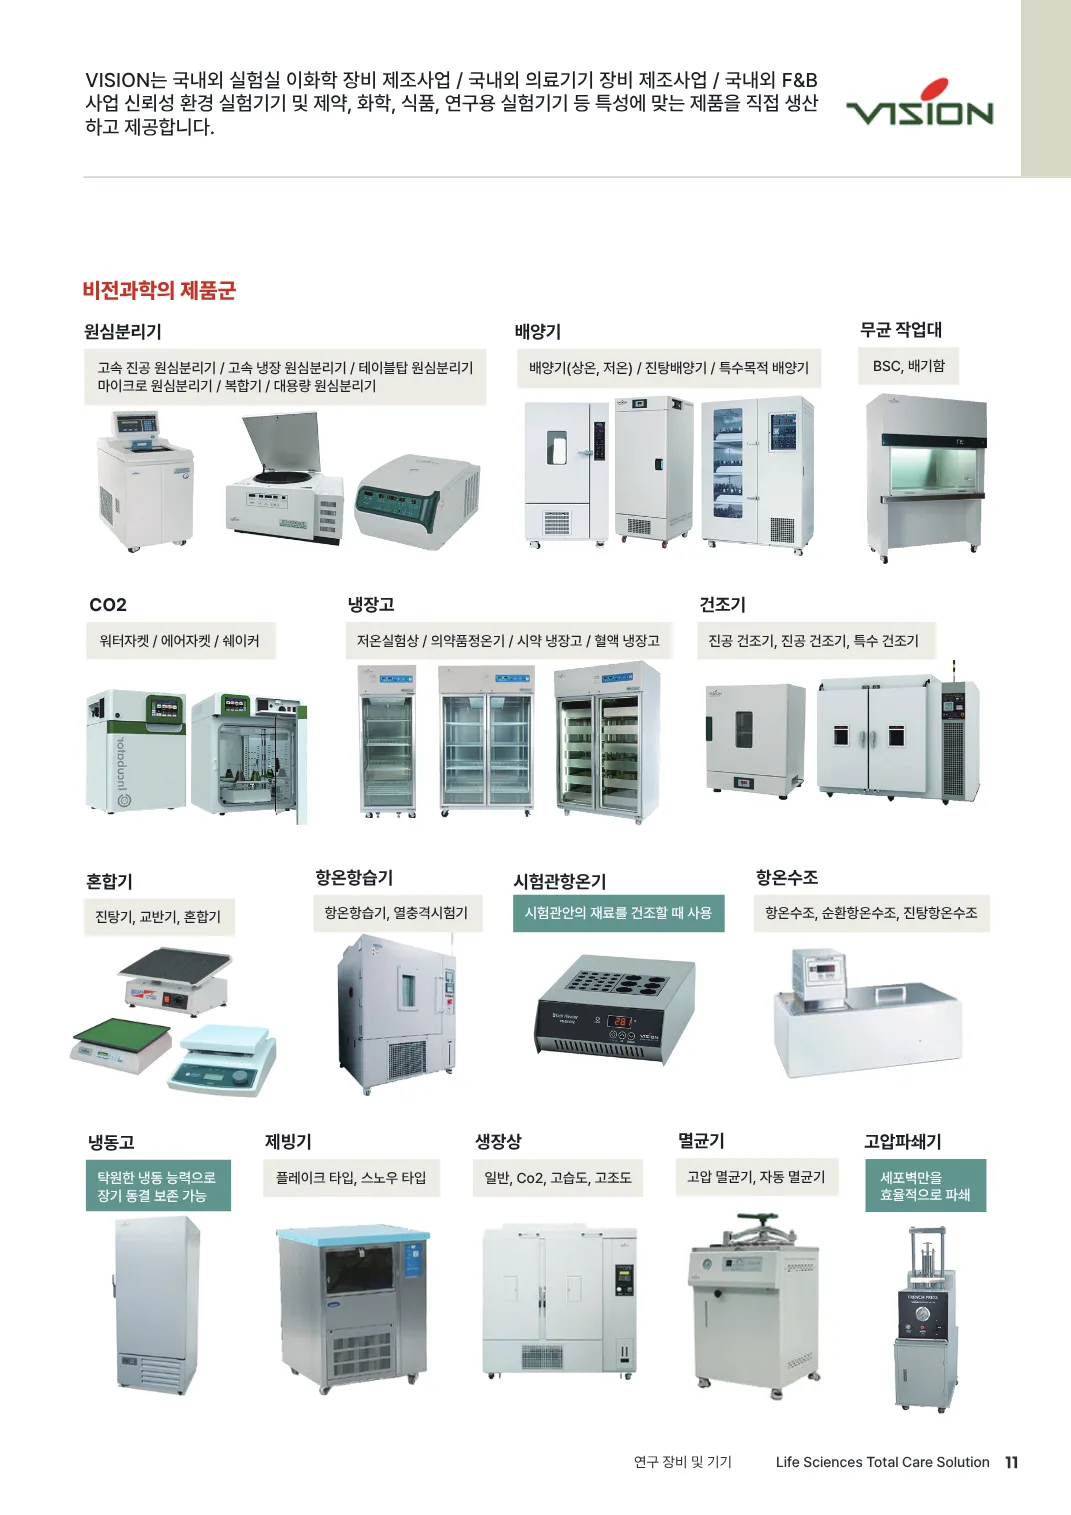 VISION는 국내외 실험실 이화학 장비 제조사업 / 국내외 의료기기 장비 제조사업 / 국내외 F&B
사업 신뢰성 환경 실험기기 및 제약, 화학, 식품, 연구용 실험기기 등 특성에 맞는 제품을 직접 생산
하고 제공합니다.
VISION
비전과학의 제품군
원심분리기
고속 진공 원심분리기 / 고속 냉장 원심분리기 / 테이블탑 원심분리기
마이크로 원심분리기 / 복합기 / 대용량 원심분리기
배양기
배양기(상온, 저온) / 진탕배양기 / 특수목적 배양기
무균 작업대
BSC, 배기함
CO2
워터자켓 / 에어자켓 / 쉐이커
Incubator
냉장고
저온실험상 / 의약품정온기 / 시약 냉장고 / 혈액 냉장고
건조기
진공 건조기, 진공 건조기, 특수 건조기
혼합기
진탕기, 교반기, 혼합기
항온항습기
항온항습기, 열충격시험기
시험관항온기
시험관안의 재료를 건조할 때 사용
281
VISION
항온수조
항온수조, 순환항온수조, 진탕항온수조
냉동고
탁원한 냉동 능력으로
장기 동결 보존 가능
제빙기
플레이크 타입, 스노우 타입
생장상
일반, Co2, 고습도, 고조도
멸균기
고압 멸균기, 자동 멸균기
고압파쇄기
세포벽만을
효율적으로 파쇄
FRENCH PRESS
연구 장비 및 기기
Life Sciences Total Care Solution
11